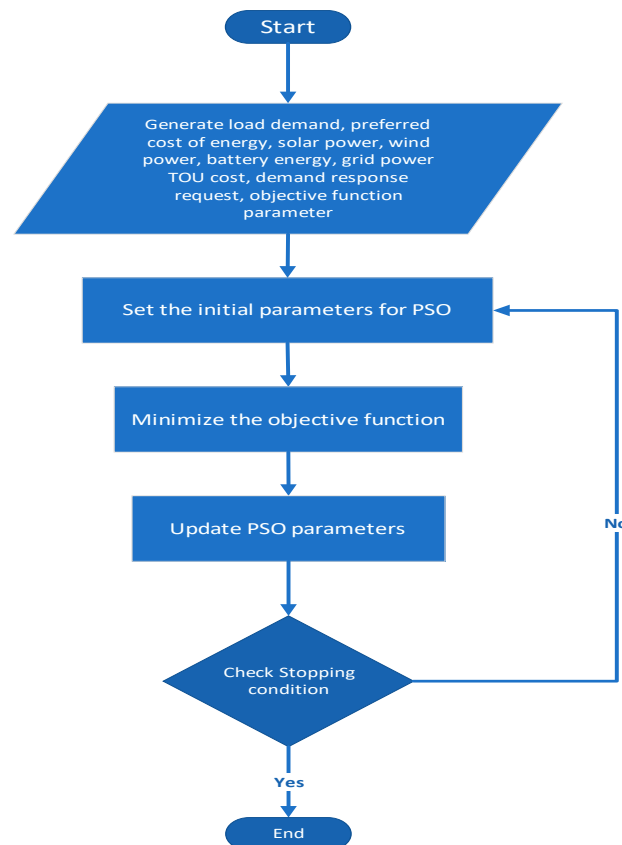 Start
Generate load demand, preferred
cost of energy, solar power, wind
power, battery energy, grid power
TOU cost, demand response
request, objective function
parameter
Set the initial parameters for PSO
Minimize the objective function
Update PSO parameters
Check Stopping
condition
No
Yes
End